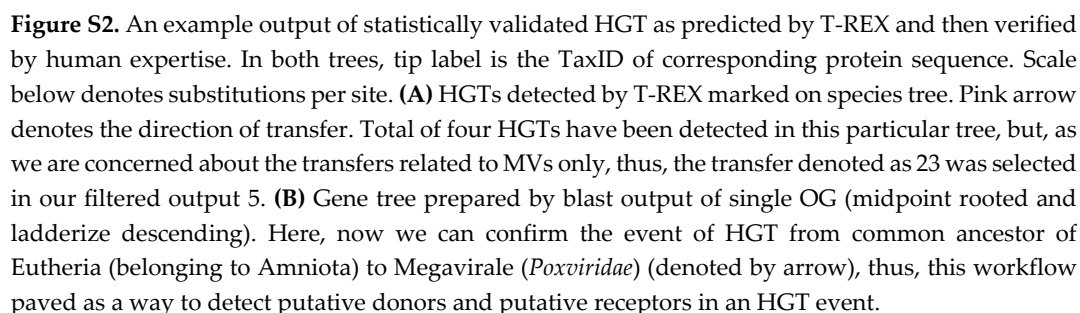 Figure S2. An example output of statistically validated HGT as predicted by T-REX and then verified
by human expertise. In both trees, tip label is the TaxID of corresponding protein sequence. Scale
below denotes substitutions per site. (A) HGTs detected by T-REX marked on species tree. Pink arrow
denotes the direction of transfer. Total of four HGTs have been detected in this particular tree, but, as
we are concerned about the transfers related to MVs only, thus, the transfer denoted as 23 was selected
in our filtered output 5. (B) Gene tree prepared by blast output of single OG (midpoint rooted and
ladderize descending). Here, now we can confirm the event of HGT from common ancestor of
Eutheria (belonging to Amniota) to Megavirale (Poxviridae) (denoted by arrow), thus, this workflow
paved as a way to detect putative donors and putative receptors in an HGT event.